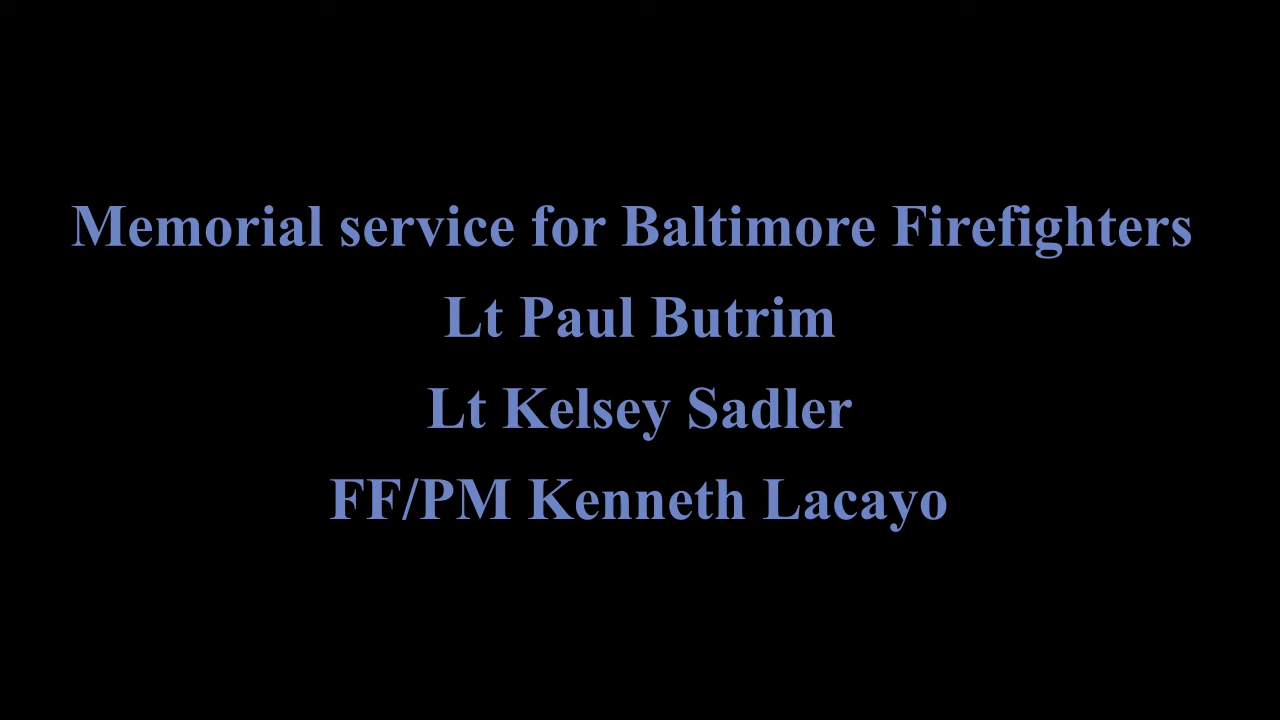 Memorial service for Baltimore Firefighters
Lt Paul Butrim
Lt Kelsey Sadler
FF/PM Kenneth Lacayo